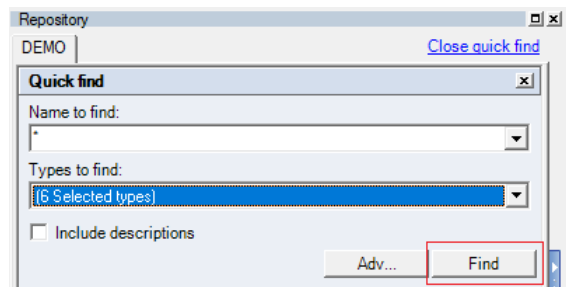 Repository
DEMO Close quick find
Quick find
Name to find:
*
Types to find:
(6 Selected types)
Include descriptions
Adv... Find